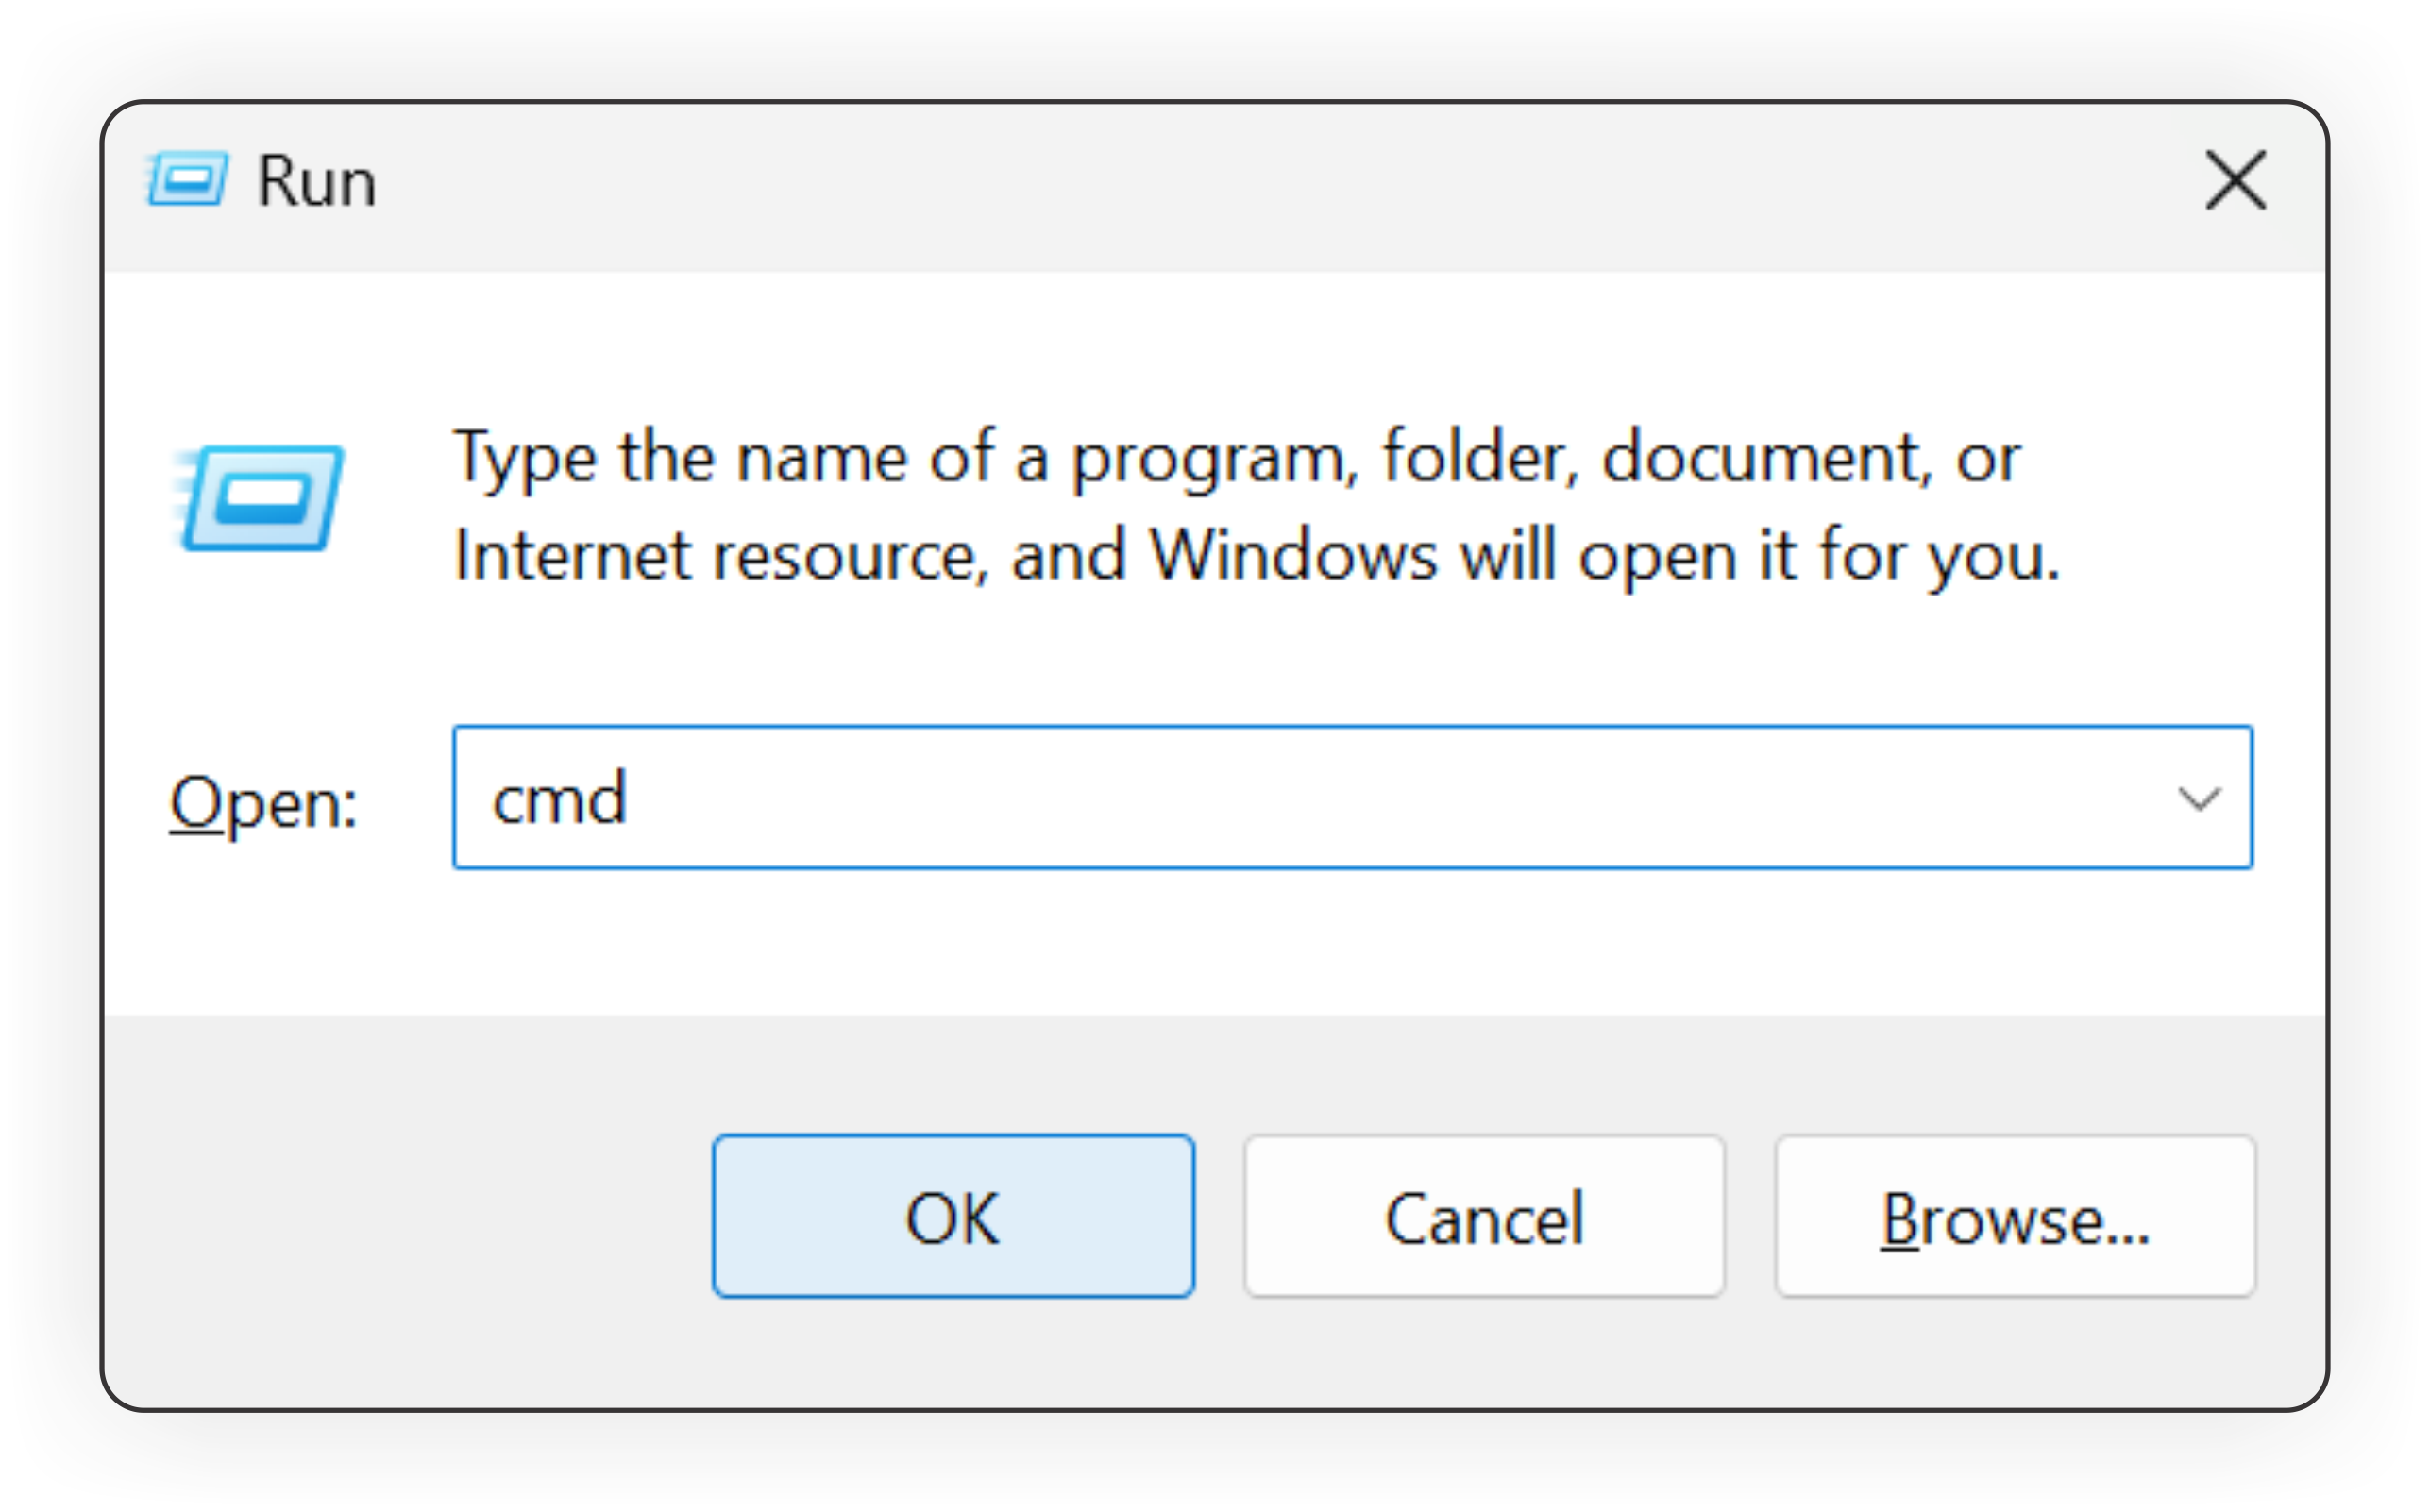 Run
Type the name of a program, folder, document, or
Internet resource, and Windows will open it for you.
Open:
cmd
OK
Cancel
Browse...